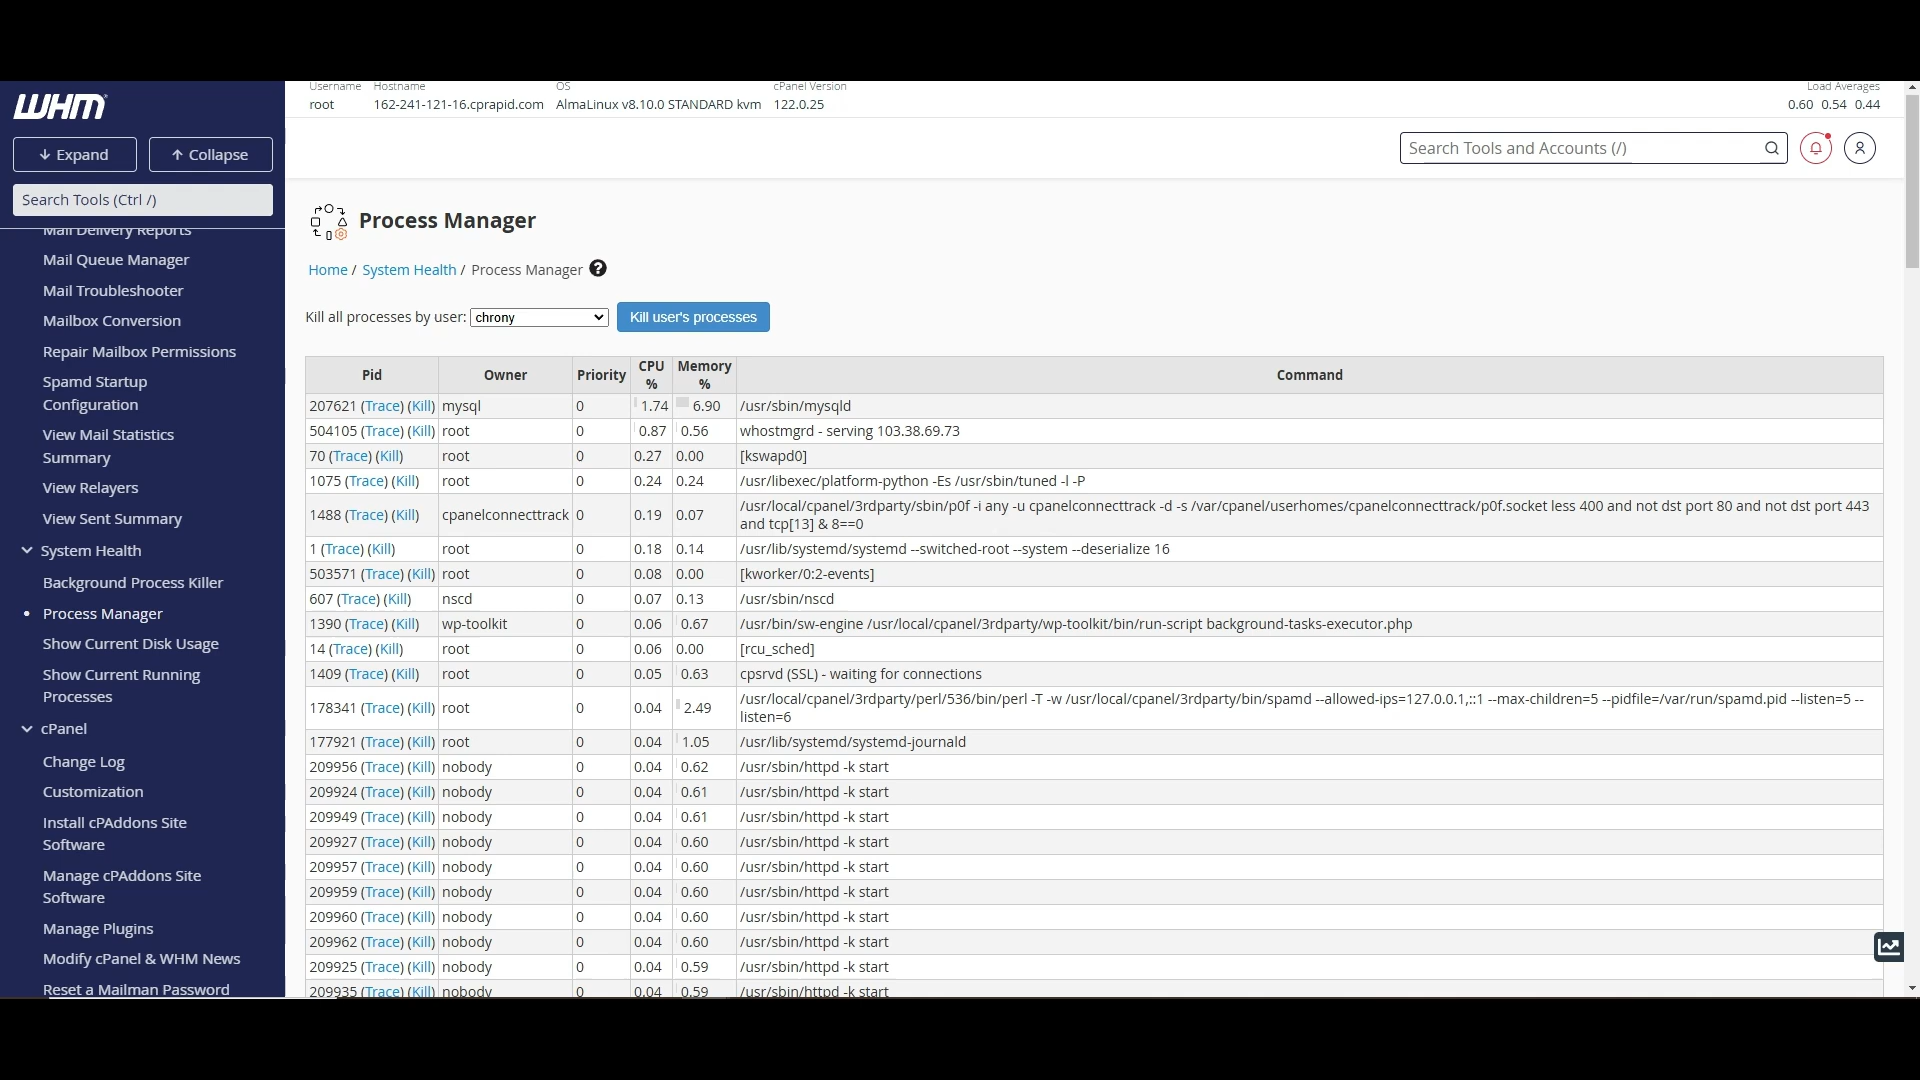 WHM
Expand
Collapse
Search Tools (Ctrl /)
Mail Delivery Reports
Mail Queue Manager
Mail Troubleshooter
Mailbox Conversion
Repair Mailbox Permissions
Spamd Startup
Configuration
View Mail Statistics
Summary
View Relayers
View Sent Summary
System Health
Background Process Killer
Process Manager
Show Current Disk Usage
Show Current Running
Processes
cPanel
Change Log
Customization
Install cPAddons Site
Software
Manage cPAddons Site
Software
Manage Plugins
Modify cPanel & WHM News
Reset a Mailman Password
Username Hostname OS cPanel Version Load Averages
root 162-241-121-16.cprapid.com AlmaLinux v8.10.0 STANDARD kvm 122.0.25 0.60 0.54 0.44
Search Tools and Accounts (/)
Process Manager
Home / System Health / Process Manager ?
Kill all processes by user: chrony Kill user's processes
Pid Owner Priority CPU % Memory % Command
207621 (Trace) (Kill) mysql 0 1.74 6.90 /usr/sbin/mysqld
504105 (Trace) (Kill) root 0 0.87 0.56 whostmgrd - serving 103.38.69.73
70 (Trace) (Kill) root 0 0.27 0.00 [kswapd0]
1075 (Trace) (Kill) root 0 0.24 0.24 /usr/libexec/platform-python -Es /usr/sbin/tuned -l -P
1488 (Trace) (Kill) cpanelconnecttrack 0 0.19 0.07 /usr/local/cpanel/3rdparty/sbin/p0f -i any -u cpanelconnecttrack -d -s /var/cpanel/userhomes/cpanelconnecttrack/p0f.socket less 400 and not dst port 80 and not dst port 443
and tcp[13] & 8==0
1 (Trace) (Kill) root 0 0.18 0.14 /usr/lib/systemd/systemd --switched-root --system --deserialize 16
503571 (Trace) (Kill) root 0 0.08 0.00 [kworker/0:2-events]
607 (Trace) (Kill) nscd 0 0.07 0.13 /usr/sbin/nscd
1390 (Trace) (Kill) wp-toolkit 0 0.06 0.67 /usr/bin/sw-engine /usr/local/cpanel/3rdparty/wp-toolkit/bin/run-script background-tasks-executor.php
14 (Trace) (Kill) root 0 0.06 0.00 [rcu_sched]
1409 (Trace) (Kill) root 0 0.05 0.63 cpsrvd (SSL) - waiting for connections
178341 (Trace) (Kill) root 0 0.04 2.49 /usr/local/cpanel/3rdparty/perl/536/bin/perl -T -w /usr/local/cpanel/3rdparty/bin/spamd --allowed-ips=127.0.0.1,::1 --max-children=5 --pidfile=/var/run/spamd.pid --listen=5 --
listen=6
177921 (Trace) (Kill) root 0 0.04 1.05 /usr/lib/systemd/systemd-journald
209956 (Trace) (Kill) nobody 0 0.04 0.62 /usr/sbin/httpd -k start
209924 (Trace) (Kill) nobody 0 0.04 0.61 /usr/sbin/httpd -k start
209949 (Trace) (Kill) nobody 0 0.04 0.61 /usr/sbin/httpd -k start
209927 (Trace) (Kill) nobody 0 0.04 0.60 /usr/sbin/httpd -k start
209957 (Trace) (Kill) nobody 0 0.04 0.60 /usr/sbin/httpd -k start
209959 (Trace) (Kill) nobody 0 0.04 0.60 /usr/sbin/httpd -k start
209960 (Trace) (Kill) nobody 0 0.04 0.60 /usr/sbin/httpd -k start
209962 (Trace) (Kill) nobody 0 0.04 0.60 /usr/sbin/httpd -k start
209925 (Trace) (Kill) nobody 0 0.04 0.59 /usr/sbin/httpd -k start
209935 (Trace) (Kill) nobody 0 0.04 0.59 /usr/sbin/httpd -k start